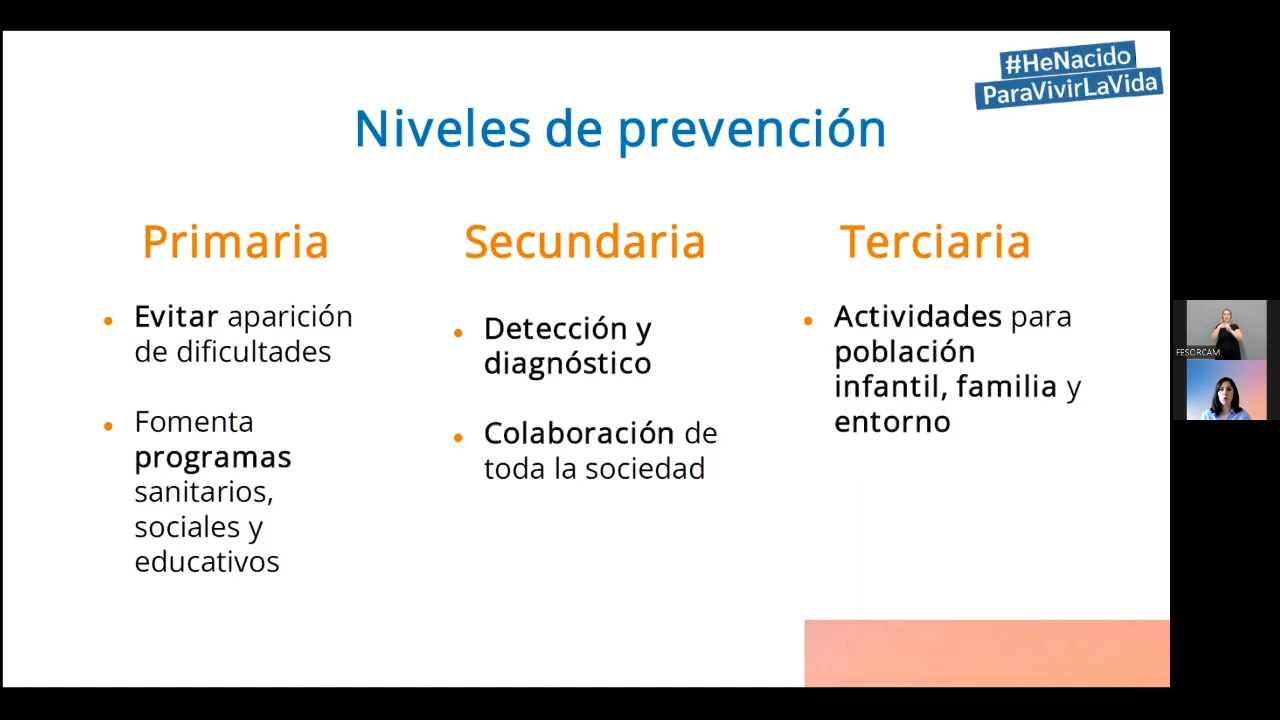 #HeNacido
ParaVivirLaVida
Niveles de prevención
Primaria
Evitar aparición
de dificultades
Fomenta
programas
sanitarios,
sociales y
educativos
Secundaria
Detección y
diagnóstico
Colaboración de
toda la sociedad
Terciaria
Actividades para
población
infantil, familia y
entorno
FESORCAM